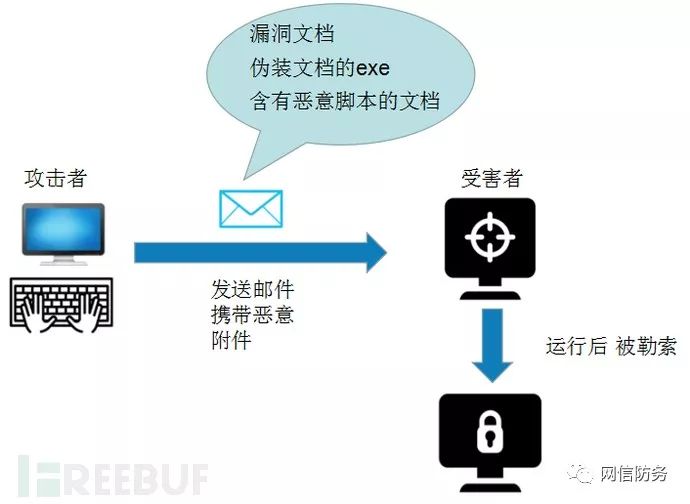 漏洞文档
伪装文档的exe
含有恶意脚本的文档
攻击者
受害者
发送邮件
携带恶意
附件
运行后 被勒索
FREEBUF
网信防务